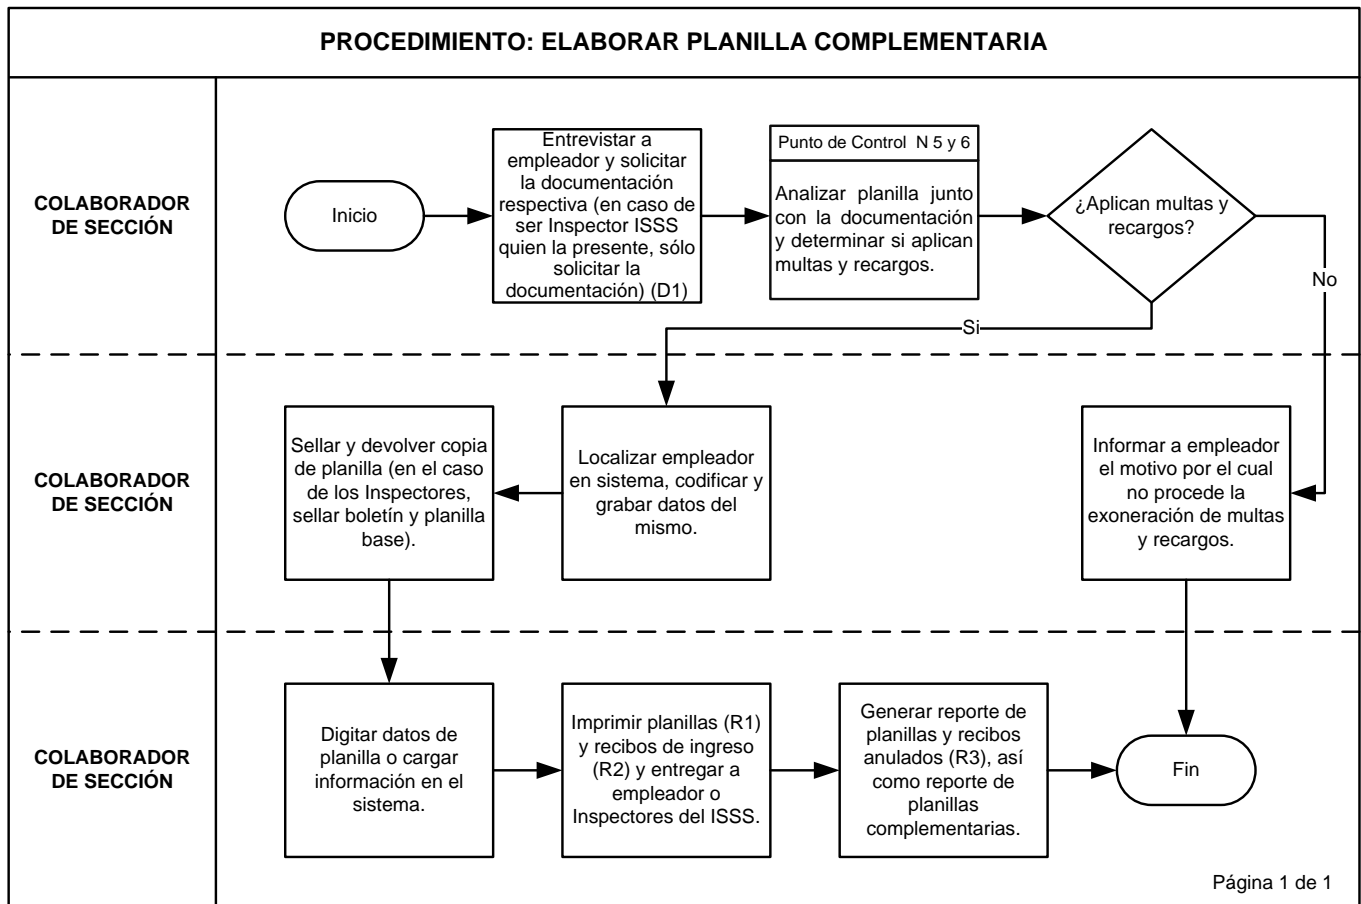 PROCEDIMIENTO: ELABORAR PLANILLA COMPLEMENTARIA
COLABORADOR
DE SECCIÓN
Inicio
Entrevistar a
empleador y solicitar
la documentación
respectiva (en caso de
ser Inspector ISSS
quien la presente, sólo
solicitar la
documentación) (D1)
Punto de Control N 5 y 6
Analizar planilla junto
con la documentación
y determinar si aplican
multas y recargos.
¿Aplican multas y
recargos?
No
Si
COLABORADOR
DE SECCIÓN
Sellar y devolver copia
de planilla (en el caso
de los Inspectores,
sellar boletín y planilla
base).
Localizar empleador
en sistema, codificar y
grabar datos del
mismo.
Informar a empleador
el motivo por el cual
no procede la
exoneración de multas
y recargos.
COLABORADOR
DE SECCIÓN
Digitar datos de
planilla o cargar
información en el
sistema.
Imprimir planillas (R1)
y recibos de ingreso
(R2) y entregar a
empleador o
Inspectores del ISSS.
Generar reporte de
planillas y recibos
anulados (R3), así
como reporte de
planillas
complementarias.
Fin
Página 1 de 1